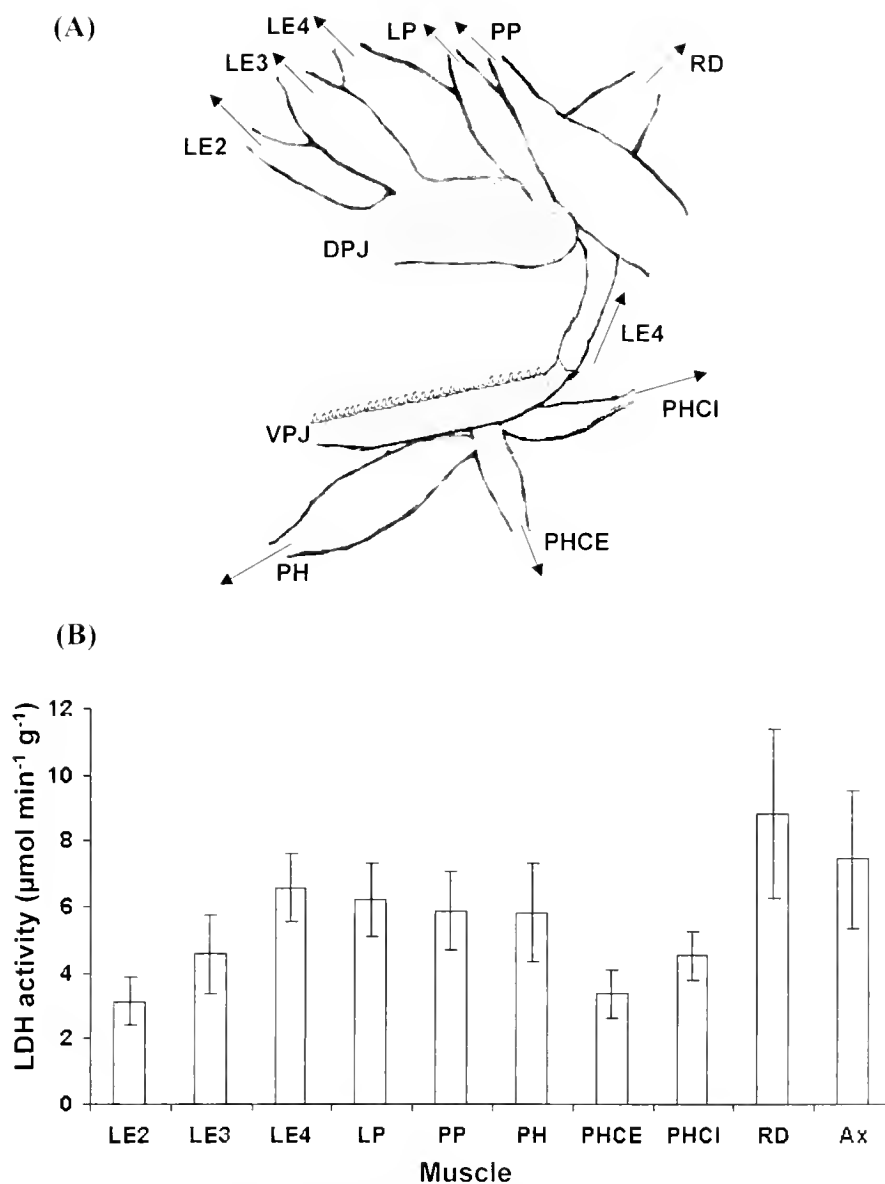 (A)
LE4
LP
PP
LE3
RD
LE2
DPJ
LE4
PHCI
VPJ
PHCE
PH
(B)
LDH activity (µmol min⁻¹ g⁻¹)
12
10
8
6
4
2
0
LE2 LE3 LE4 LP PP PH PHCE PHCI RD Ax
Muscle